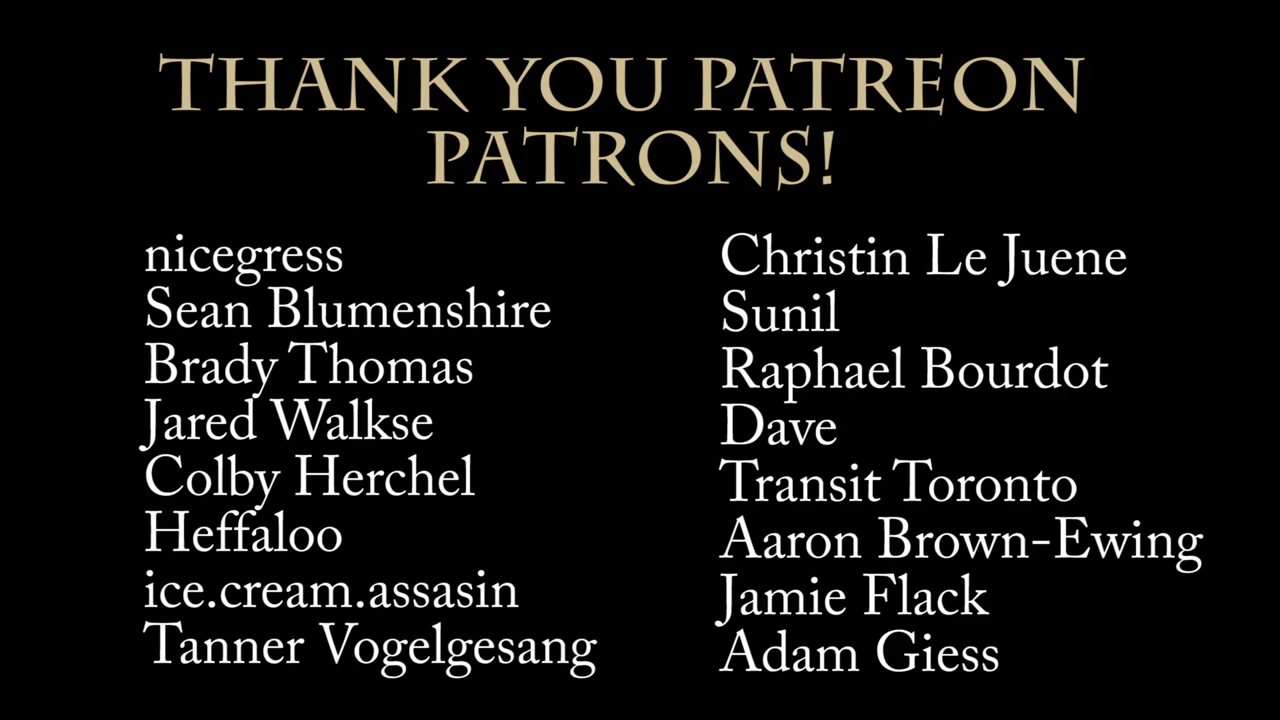 THANK YOU PATREON
PATRONS!
nicegress
Sean Blumenshire
Brady Thomas
Jared Walkse
Colby Herchel
Heffaloo
ice.cream.assasin
Tanner Vogelgesang
Christin Le Juene
Sunil
Raphael Bourdot
Dave
Transit Toronto
Aaron Brown-Ewing
Jamie Flack
Adam Giess